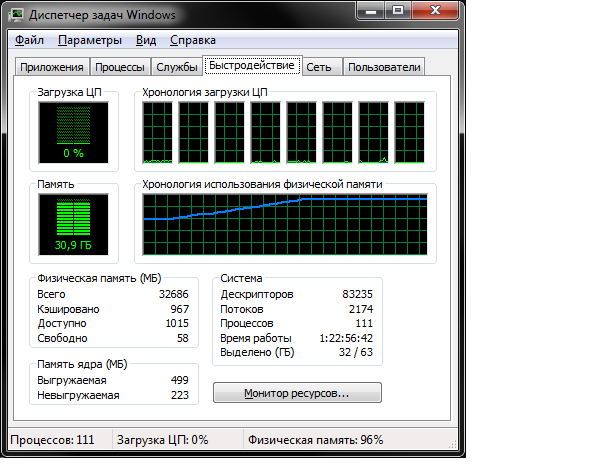 Диспетчер задач Windows
Файл Параметры Вид Справка
Приложения Процессы Службы Быстродействие Сеть Пользователи
Загрузка ЦП
Хронология загрузки ЦП
0 %
Память
Хронология использования физической памяти
30,9 ГБ
Физическая память (МБ)
Всего 32686
Кэшировано 967
Доступно 1015
Свободно 58
Система
Дескрипторов 83235
Потоков 2174
Процессов 111
Время работы 1:22:56:42
Выделено (ГБ) 32 / 63
Память ядра (МБ)
Выгружаемая 499
Невыгружаемая 223
Монитор ресурсов...
Процессов: 111 Загрузка ЦП: 0% Физическая память: 96%